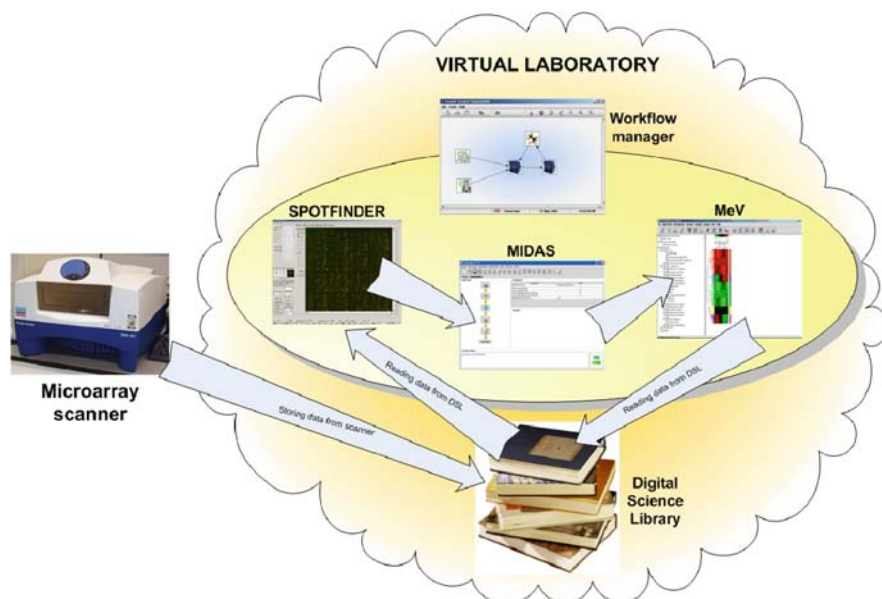 VIRTUAL LABORATORY
Workflow
manager
SPOTFINDER
MIDAS
MeV
Microarray
scanner
Storing data from scanner
Reading data from DSL
Reading data from DSL
Digital
Science
Library